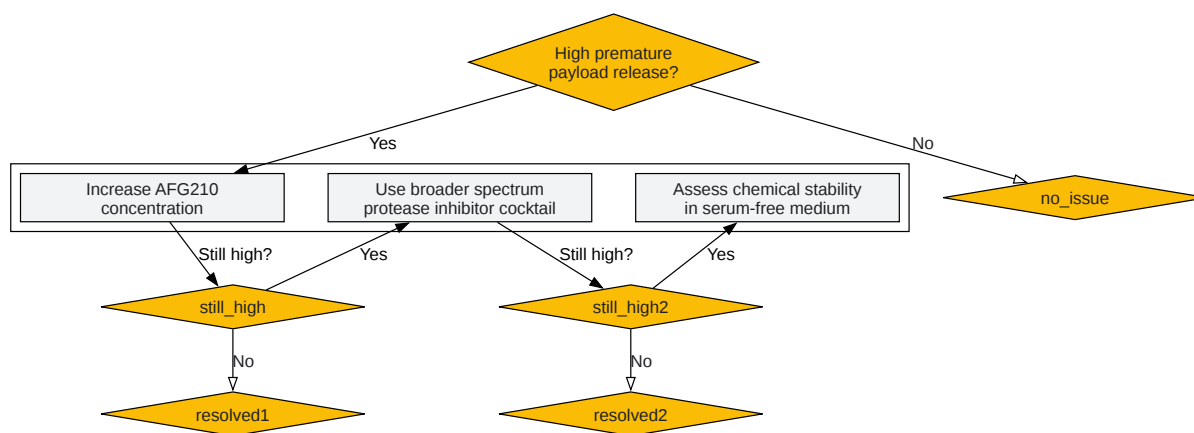 High premature
payload release?
Yes
No
Increase AFG210
concentration
Use broader spectrum
protease inhibitor cocktail
Assess chemical stability
in serum-free medium
no_issue
Still high?
Yes
Still high?
Yes
still_high
still_high2
No
No
resolved1
resolved2